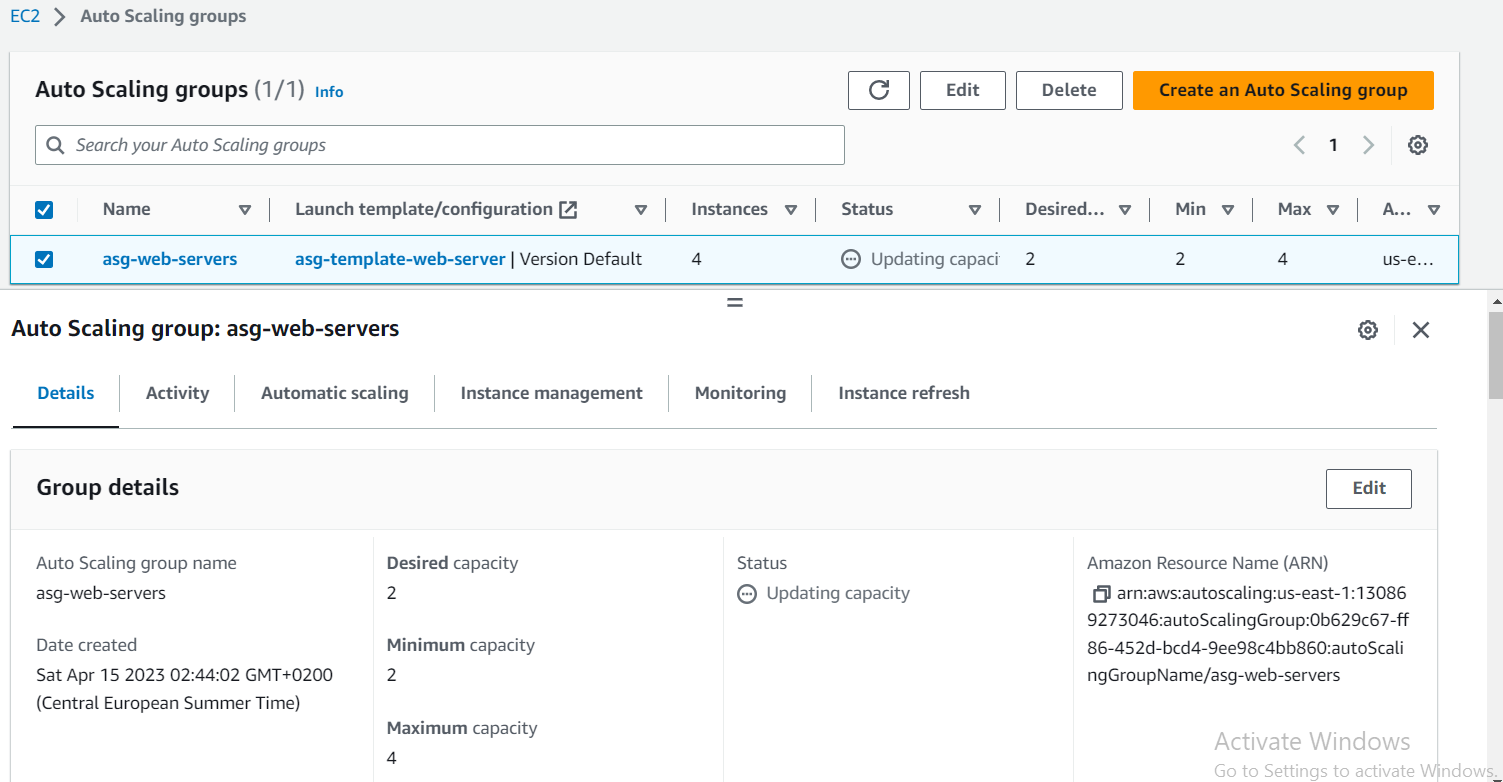 EC2 > Auto Scaling groups
Auto Scaling groups (1/1) Info
Edit Delete Create an Auto Scaling group
Search your Auto Scaling groups
1
Name Launch template/configuration Instances Status Desired... Min Max A...
asg-web-servers asg-template-web-server | Version Default 4 Updating capaci 2 2 4 us-e...
Auto Scaling group: asg-web-servers
Details Activity Automatic scaling Instance management Monitoring Instance refresh
Group details Edit
Auto Scaling group name
asg-web-servers
Date created
Sat Apr 15 2023 02:44:02 GMT+0200
(Central European Summer Time)
Desired capacity
2
Minimum capacity
2
Maximum capacity
4
Status
Updating capacity
Amazon Resource Name (ARN)
arn:aws:autoscaling:us-east-1:13086
9273046:autoScalingGroup:0b629c67-ff
86-452d-bcd4-9ee98c4bb860:autoScali
ngGroupName/asg-web-servers
Activate Windows
Go to Settings to activate Windows.